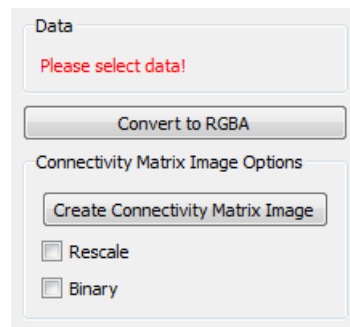 Data
Please select data!
Convert to RGBA
Connectivity Matrix Image Options
Create Connectivity Matrix Image
Rescale
Binary